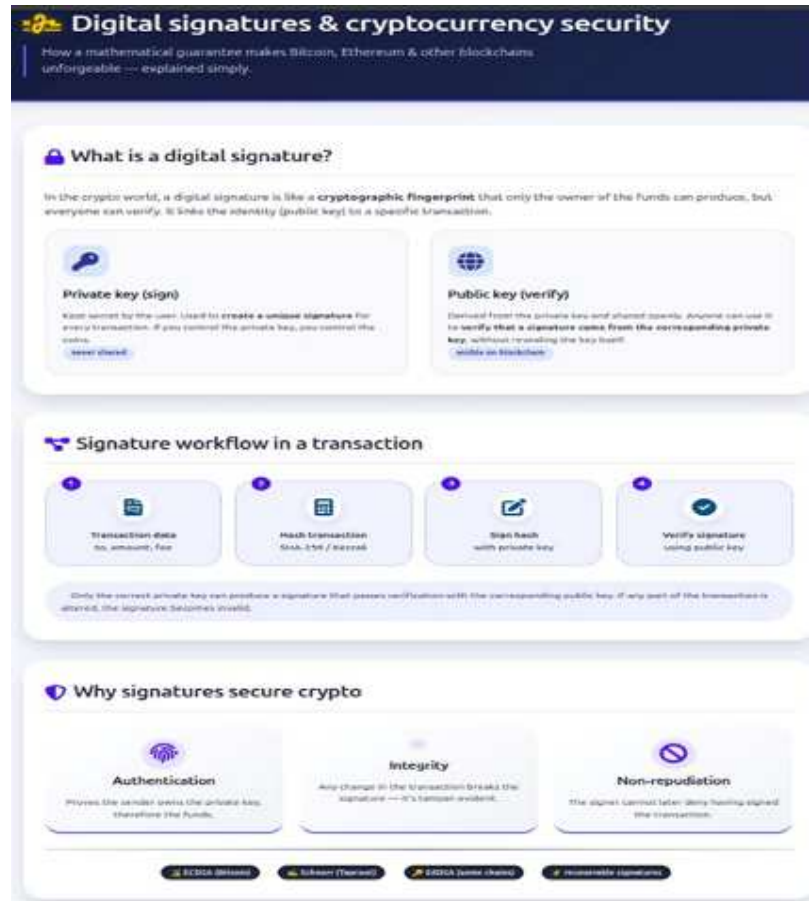 Digital signatures & cryptocurrency security
How a mathematical guarantee makes Bitcoin, Ethereum & other blockchains
unforgeable — explained simply.
What is a digital signature?
In the crypto world, a digital signature is like a cryptographic fingerprint that only the owner of the funds can produce, but
everyone can verify. It links the identity (public key) to a specific transaction.
Private key (sign)
Kept secret by the user. Used to create a unique signature for
every transaction. If you control the private key, you control the
coins.
never shared
Public key (verify)
Derived from the private key and shared openly. Anyone can use it
to verify that a signature came from the corresponding private
key, without revealing the key itself.
visible on blockchain
Signature workflow in a transaction
1
Transaction data
to, amount, fee
2
Hash transaction
SHA-256 / Keccak
3
Sign hash
with private key
4
Verify signature
using public key
Only the correct private key can produce a signature that passes verification with the corresponding public key. If any part of the transaction is
altered, the signature becomes invalid.
Why signatures secure crypto
Authentication
Proves the sender owns the private key,
therefore the funds.
Integrity
Any change in the transaction breaks the
signature — it's tamper evident.
Non-repudiation
The signer cannot later deny having signed
the transaction.
ECDSA (Bitcoin)
Schnorr (Taproot)
EdDSA (some chains)
recoverable signatures